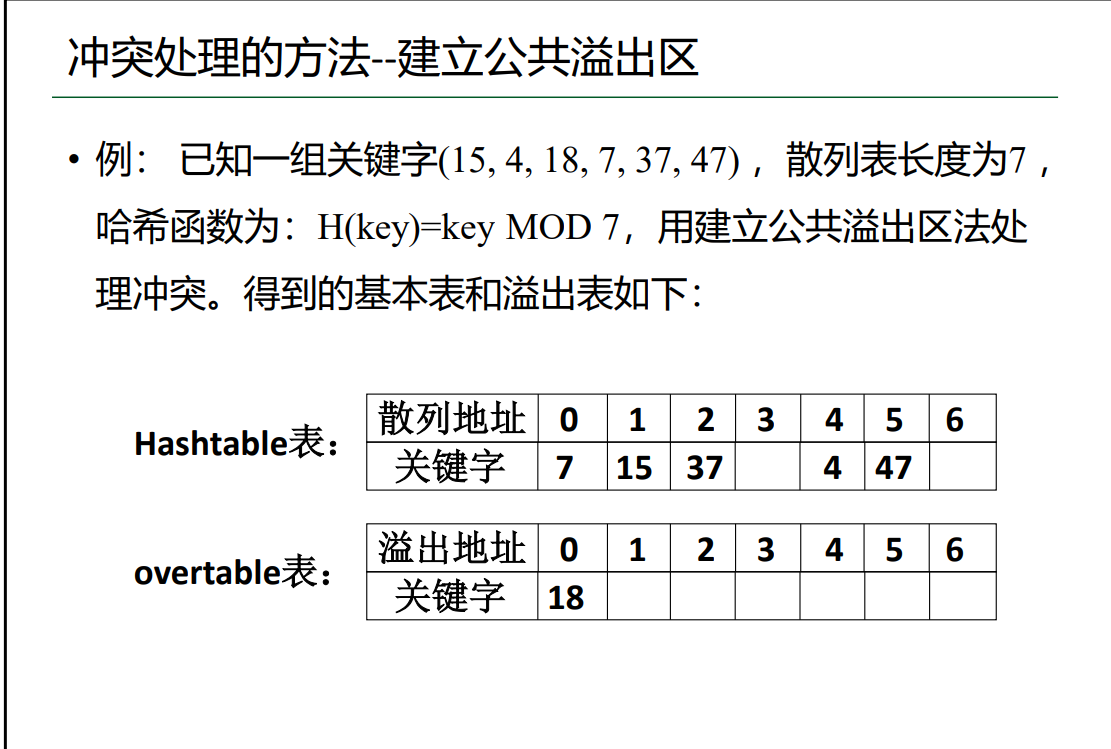 冲突处理的方法--建立公共溢出区
• 例： 已知一组关键字(15, 4, 18, 7, 37, 47) ，散列表长度为7，
哈希函数为：H(key)=key MOD 7，用建立公共溢出区法处
理冲突。得到的基本表和溢出表如下：
Hashtable表：
散列地址 0 1 2 3 4 5 6
关键字 7 15 37 4 47
overtable表：
溢出地址 0 1 2 3 4 5 6
关键字 18